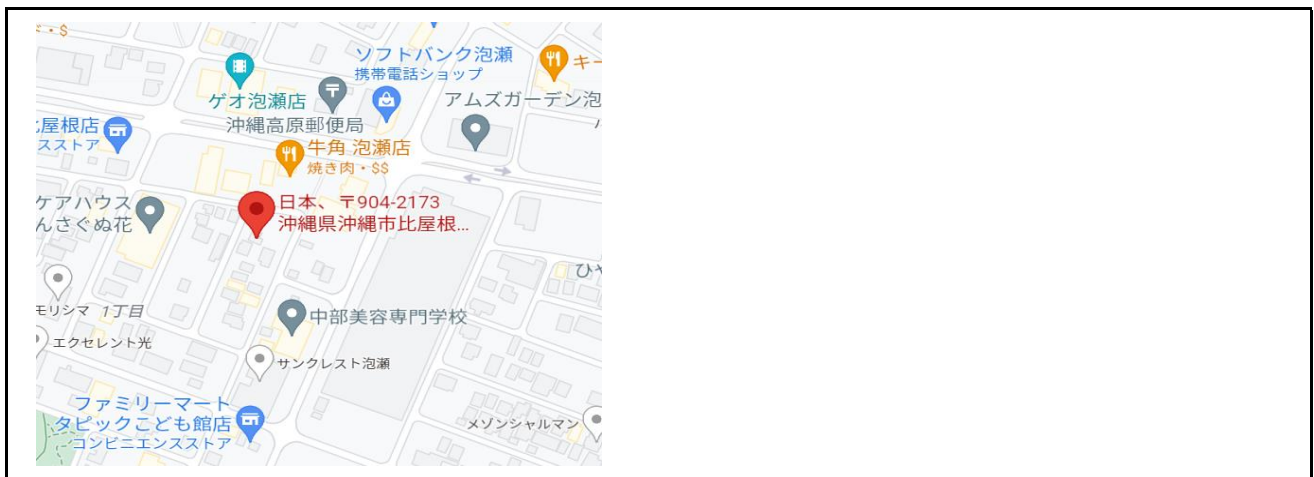 ソフトバンク泡瀬
携帯電話ショップ
ゲオ泡瀬店
沖縄高原郵便局
アムズガーデン泡
屋根店
スストア
牛角 泡瀬店
焼き肉・$$
日本、〒904-2173
沖縄県沖縄市比屋根...
ケアハウス
んさぐぬ花
モリシマ 1丁目
エクセレント光
中部美容専門学校
サンクレスト泡瀬
ファミリーマート
タピックこども館店
コンビニエンスストア
メゾンシャルマン
キー
ひや